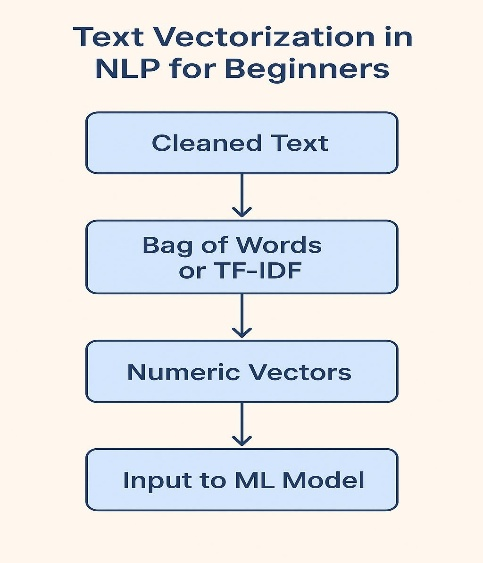 Text Vectorization in
NLP for Beginners
Cleaned Text
Bag of Words
or TF-IDF
Numeric Vectors
Input to ML Model